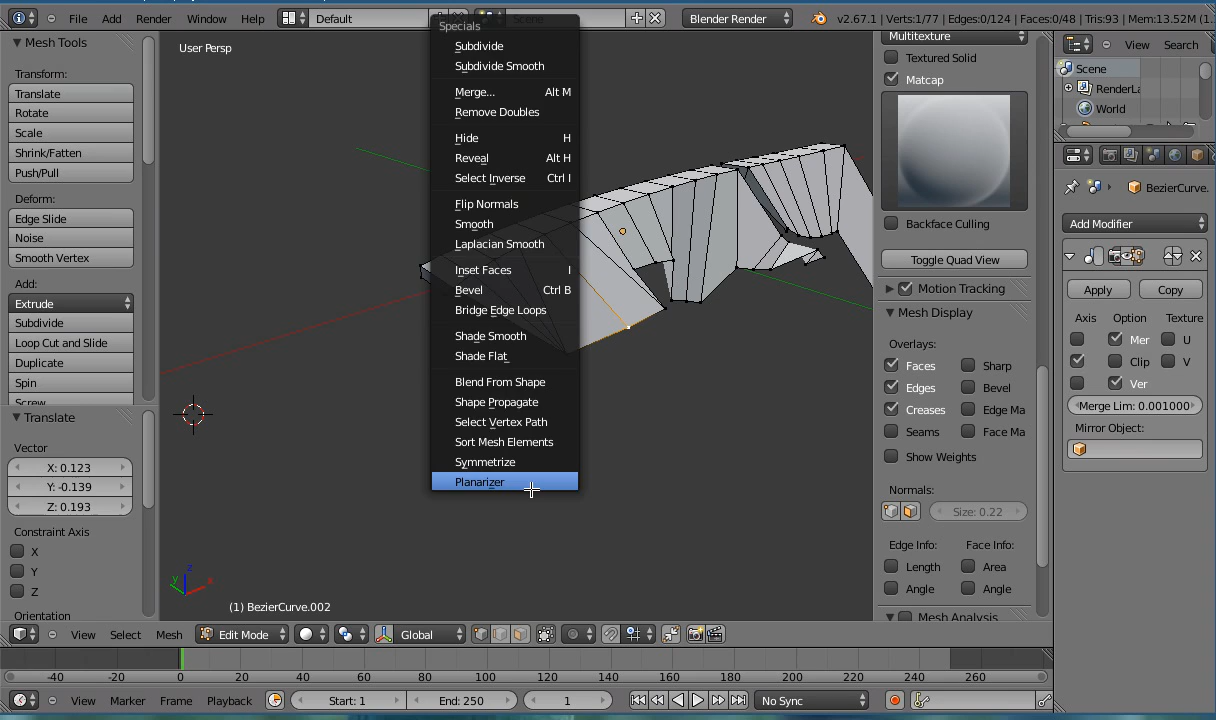 File Add Render Window Help
Default
Scene
Blender Render
v2.67.1 | Verts:1/77 | Edges:0/124 | Faces:0/48 | Tris:93 | Mem:13.52M (1.
Mesh Tools
Transform:
Translate
Rotate
Scale
Shrink/Fatten
Push/Pull
Deform:
Edge Slide
Noise
Smooth Vertex
Add:
Extrude
Subdivide
Loop Cut and Slide
Duplicate
Spin
Screw
Translate
Vector
X: 0.123
Y: -0.139
Z: 0.193
Constraint Axis
X
Y
Z
Orientation
User Persp
Specials
Subdivide
Subdivide Smooth
Merge... Alt M
Remove Doubles
Hide H
Reveal Alt H
Select Inverse Ctrl I
Flip Normals
Smooth
Laplacian Smooth
Inset Faces I
Bevel Ctrl B
Bridge Edge Loops
Shade Smooth
Shade Flat
Blend From Shape
Shape Propagate
Select Vertex Path
Sort Mesh Elements
Symmetrize
Planarizer
z
y
x
(1) BezierCurve.002
Multitexture
Textured Solid
Matcap
Backface Culling
Toggle Quad View
Motion Tracking
Mesh Display
Overlays:
Faces Sharp
Edges Bevel
Creases Edge Ma
Seams Face Ma
Show Weights
Normals:
Size: 0.22
Edge Info: Face Info:
Length Area
Angle Angle
Mesh Analysis
View Search
Scene
RenderLa
World
BezierCurve.
Add Modifier
Apply Copy
Axis Option Texture
Mer U
Clip V
Ver
Merge Lim: 0.001000
Mirror Object:
View Select Mesh Edit Mode Global
-40 -20 0 20 40 60 80 100 120 140 160 180 200 220 240 260
View Marker Frame Playback Start: 1 End: 250 1 No Sync